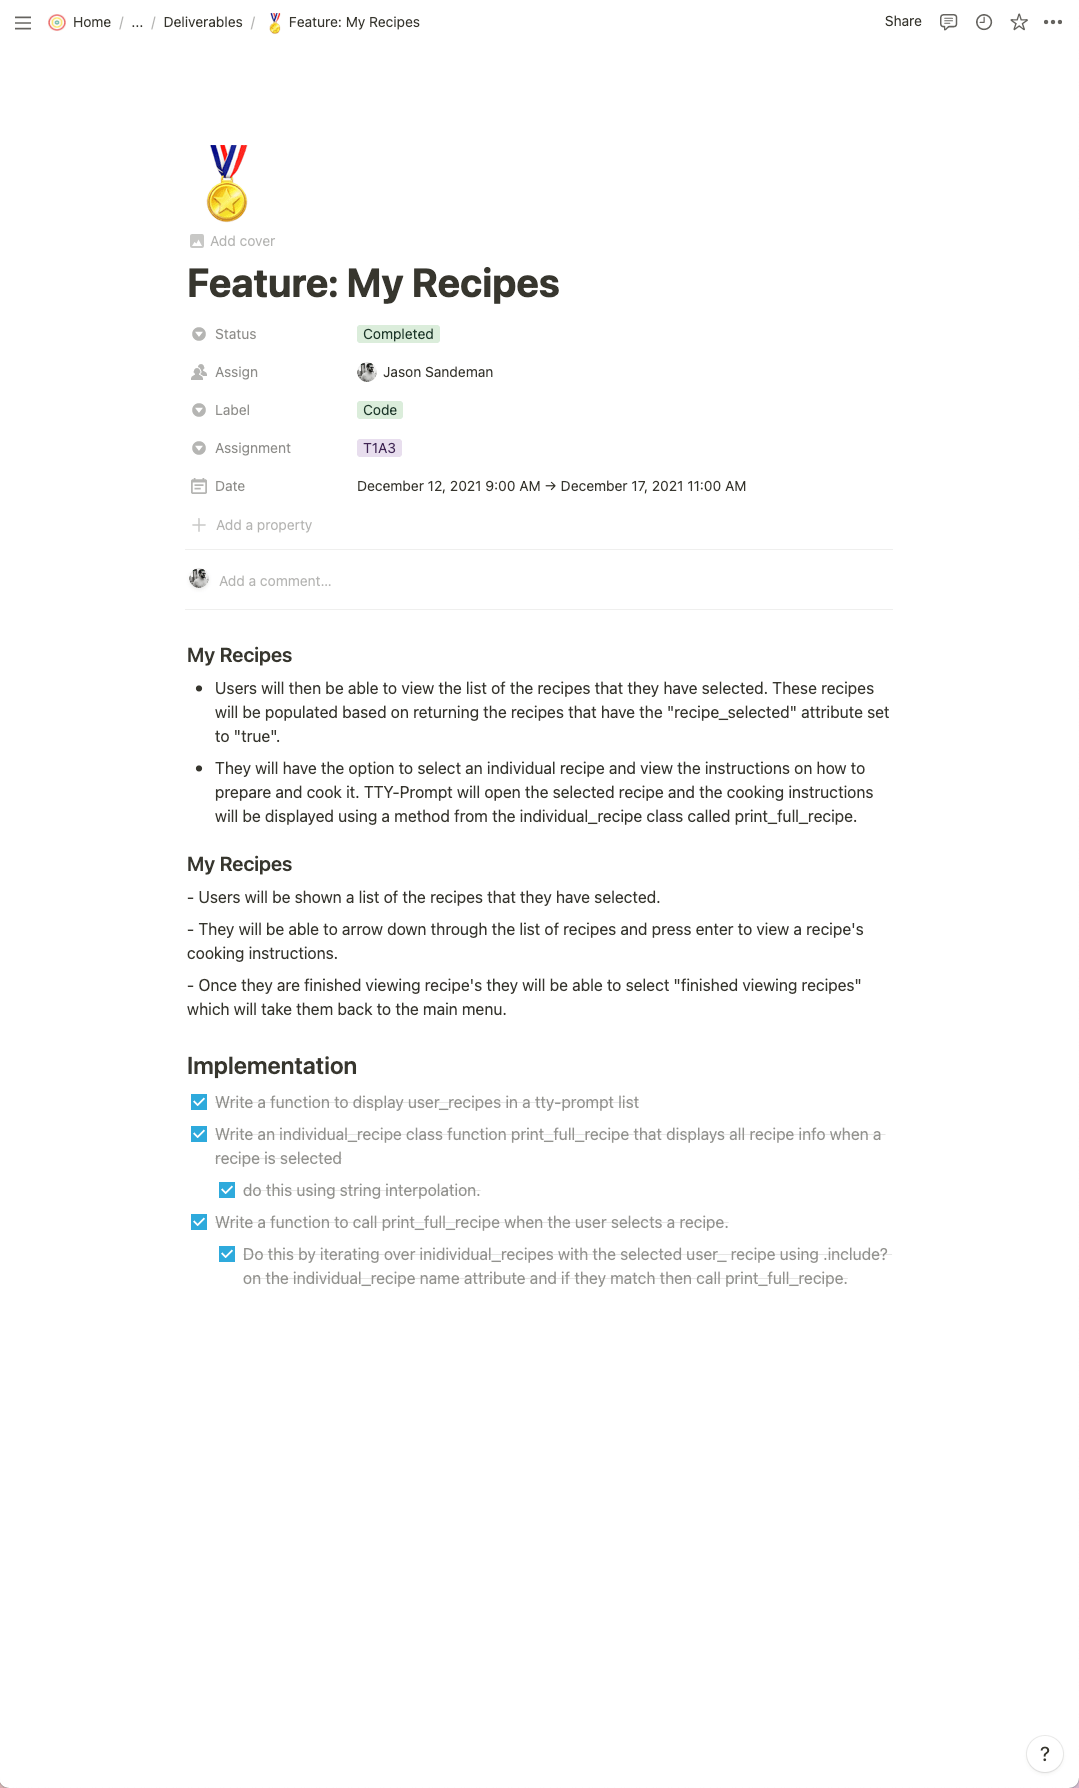 Home / ... / Deliverables / Feature: My Recipes
Share
Add cover
Feature: My Recipes
Status Completed
Assign Jason Sandeman
Label Code
Assignment T1A3
Date December 12, 2021 9:00 AM → December 17, 2021 11:00 AM
Add a property
Add a comment...
My Recipes
• Users will then be able to view the list of the recipes that they have selected. These recipes
will be populated based on returning the recipes that have the "recipe_selected" attribute set
to "true".
• They will have the option to select an individual recipe and view the instructions on how to
prepare and cook it. TTY-Prompt will open the selected recipe and the cooking instructions
will be displayed using a method from the individual_recipe class called print_full_recipe.
My Recipes
- Users will be shown a list of the recipes that they have selected.
- They will be able to arrow down through the list of recipes and press enter to view a recipe's
cooking instructions.
- Once they are finished viewing recipe's they will be able to select "finished viewing recipes"
which will take them back to the main menu.
Implementation
Write a function to display user_recipes in a tty-prompt list
Write an individual_recipe class function print_full_recipe that displays all recipe info when a
recipe is selected
do this using string interpolation.
Write a function to call print_full_recipe when the user selects a recipe.
Do this by iterating over inidividual_recipes with the selected user_ recipe using .include?
on the individual_recipe name attribute and if they match then call print_full_recipe.
?